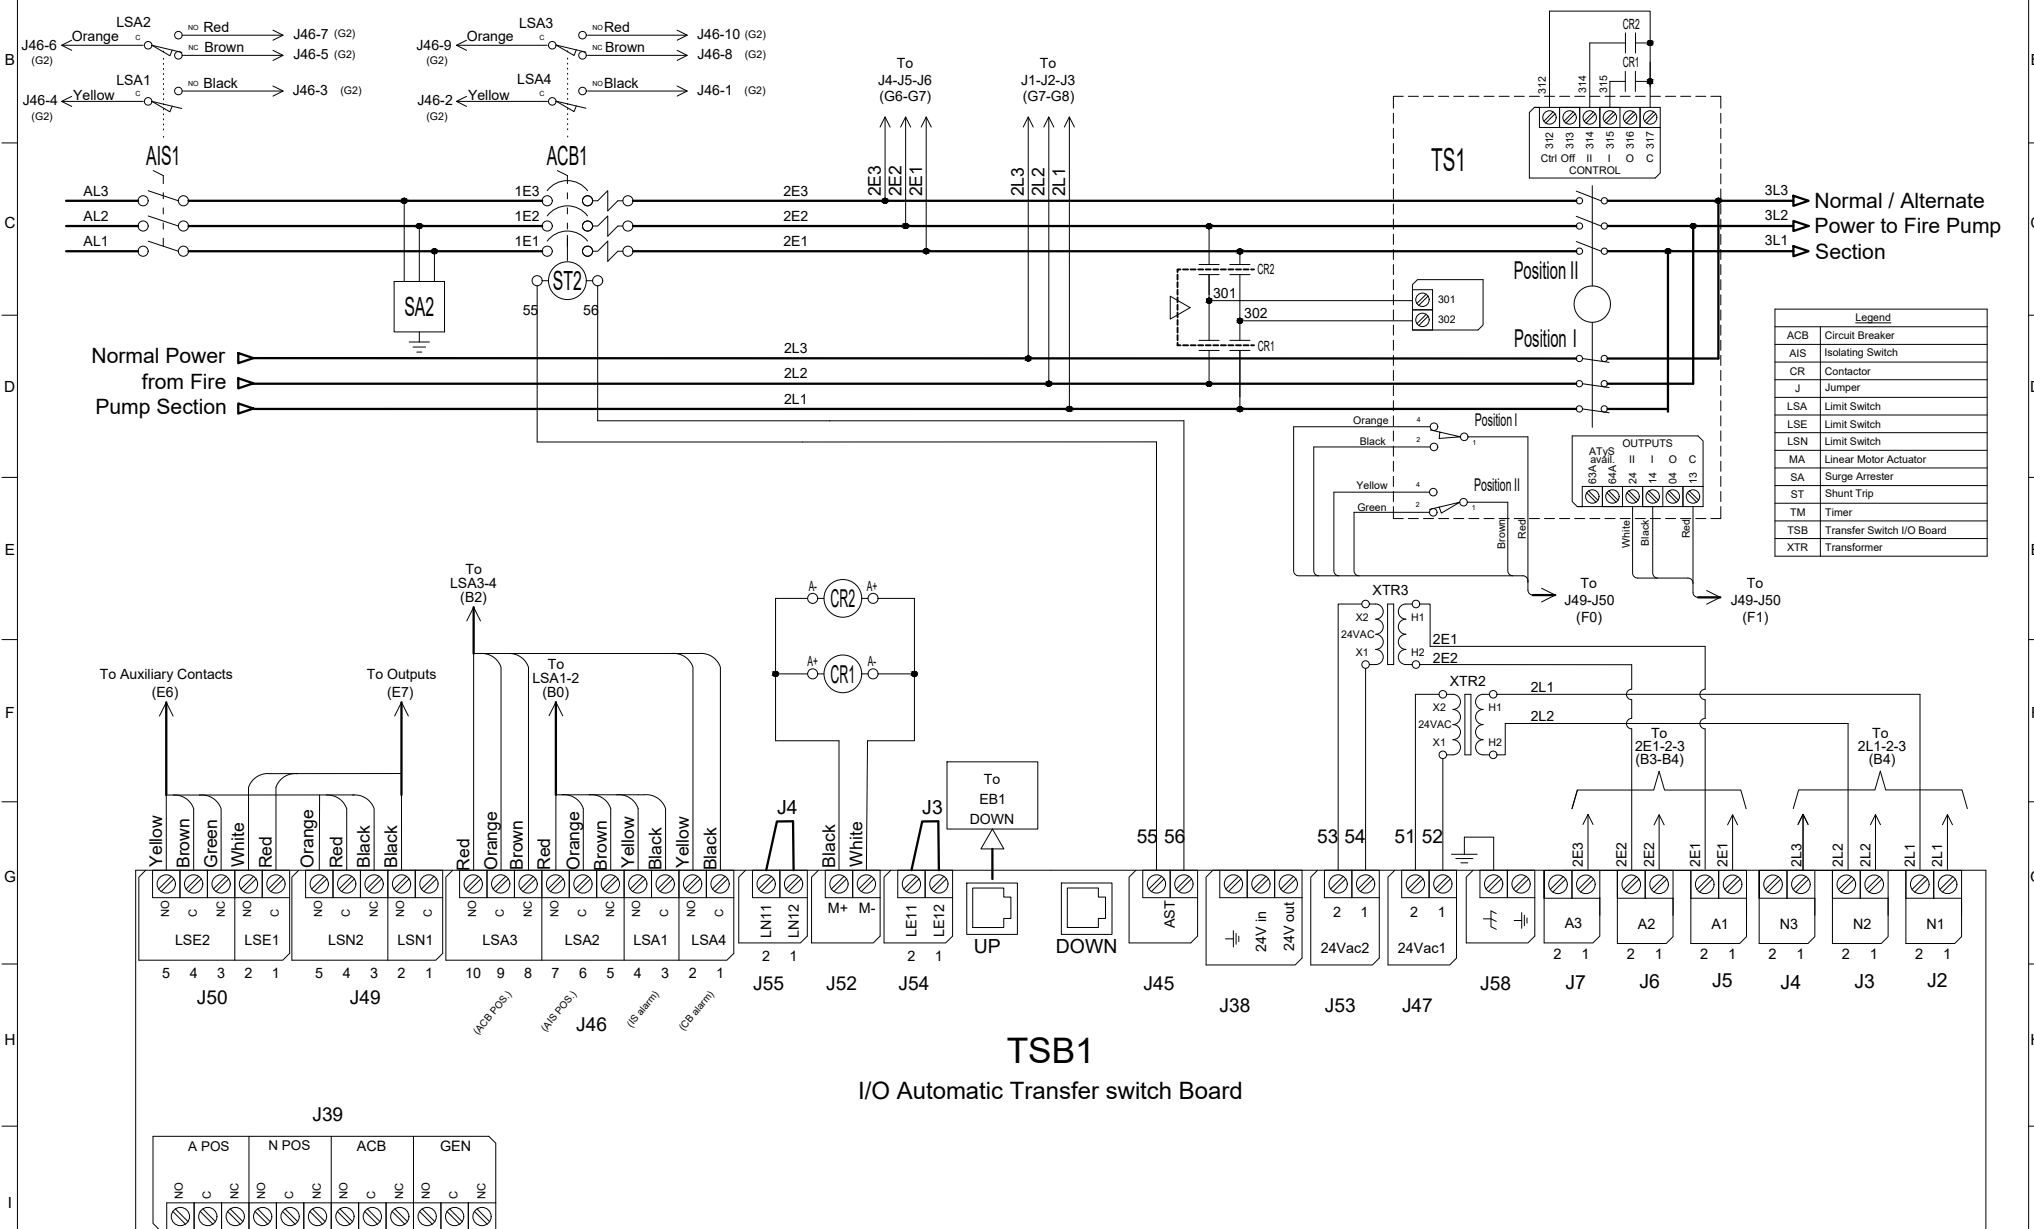 B
LSA2
J46-6
(G2)
Orange
C
NO Red
J46-7 (G2)
NC Brown
J46-5 (G2)
LSA1
J46-4
(G2)
Yellow
C
NO Black
J46-3 (G2)
LSA3
J46-9
(G2)
Orange
C
NO Red
J46-10 (G2)
NC Brown
J46-8 (G2)
LSA4
J46-2
(G2)
Yellow
C
NO Black
J46-1 (G2)
To
J4-J5-J6
(G6-G7)
To
J1-J2-J3
(G7-G8)
CR2
CR1
312
314
315
312 313 314 315 316 317
Ctrl Off II I O C
CONTROL
TS1
AIS1
ACB1
2E3 2E2 2E1
2L3 2L2 2L1
C
AL3
AL2
AL1
1E3
1E2
1E1
2E3
2E2
2E1
3L3
3L2
3L1
Normal / Alternate
Power to Fire Pump
Section
SA2
ST2
55
56
CR2
301
302
CR1
301
302
Position II
Position I
D
Normal Power
from Fire
Pump Section
2L3
2L2
2L1
Legend
ACB Circuit Breaker
AIS Isolating Switch
CR Contactor
J Jumper
LSA Limit Switch
LSE Limit Switch
LSN Limit Switch
MA Linear Motor Actuator
SA Surge Arrester
ST Shunt Trip
TM Timer
TSB Transfer Switch I/O Board
XTR Transformer
Orange 4
Black 2
1
Position I
Yellow 4
Green 2
1
Position II
Brown
Red
OUTPUTS
ATyS
avail. II I O C
63A 64A 24 14 04 13
White
Black
Red
To
J49-J50
(F0)
To
J49-J50
(F1)
E
To
LSA3-4
(B2)
A- CR2 A+
A+ CR1 A-
XTR3
X2
24VAC
X1
H1
H2
2E1
2E2
XTR2
X2
24VAC
X1
H1
H2
2L1
2L2
F
To Auxiliary Contacts
(E6)
To Outputs
(E7)
To
LSA1-2
(B0)
To
EB1
DOWN
To
2E1-2-3
(B3-B4)
To
2L1-2-3
(B4)
G
Yellow Brown Green White Red
Orange Red Black Black
Red Orange Brown Red Orange Brown Yellow Black Yellow Black
J4
Black White
J3
55 56
53 54
51 52
2E3 2E2 2E2 2E1 2E1 2L3 2L2 2L2 2L1 2L1
NO C NC NO C
LSE2 LSE1
5 4 3 2 1
J50
NO C NC NO C
LSN2 LSN1
5 4 3 2 1
J49
NO C NC NO C NC NO C NO C
LSA3 LSA2 LSA1 LSA4
10 9 8 7 6 5 4 3 2 1
(ACB POS.) (AIS POS.) (IS alarm) (CB alarm)
J46
LN11 LN12
2 1
J55
M+ M-
J52
LE11 LE12
2 1
J54
UP
DOWN
AST
J45
24V in
24V out
J38
2 1
24Vac2
J53
2 1
24Vac1
J47
J58
A3
2 1
J7
A2
2 1
J6
A1
2 1
J5
N3
2 1
J4
N2
2 1
J3
N1
2 1
J2
H
TSB1
I/O Automatic Transfer switch Board
J39
A POS N POS ACB GEN
I
NO C NC NO C NC NO C NC NO C NC